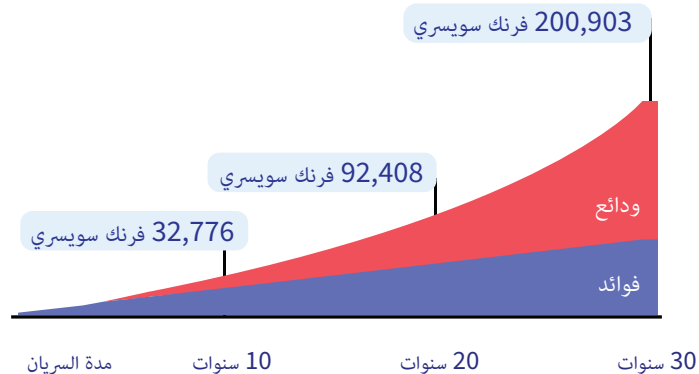 200,903 فرنك سويسري
92,408 فرنك سويسري
32,776 فرنك سويسري
ودائع
فوائد
مدة السريان
10 سنوات
20 سنوات
30 سنوات